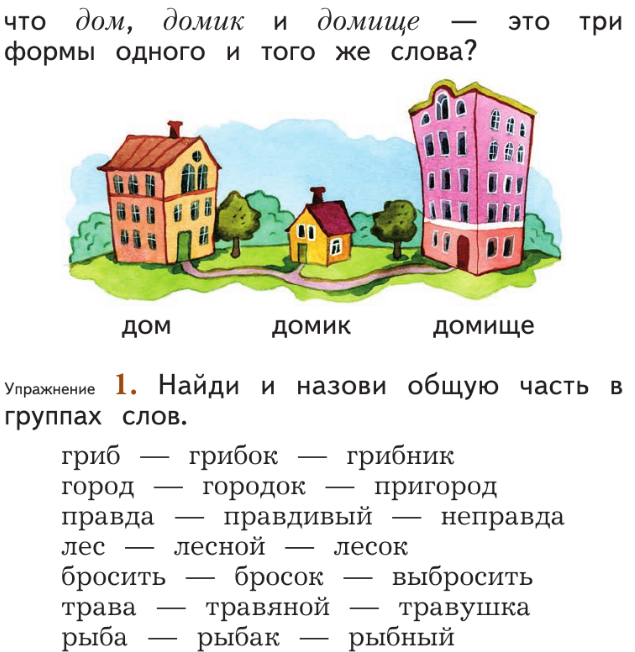 что дом, домик и домище — это три
формы одного и того же слова?
дом домик домище
Упражнение 1. Найди и назови общую часть в
группах слов.
гриб — грибок — грибник
город — городок — пригород
правда — правдивый — неправда
лес — лесной — лесок
бросить — бросок — выбросить
трава — травяной — травушка
рыба — рыбак — рыбный